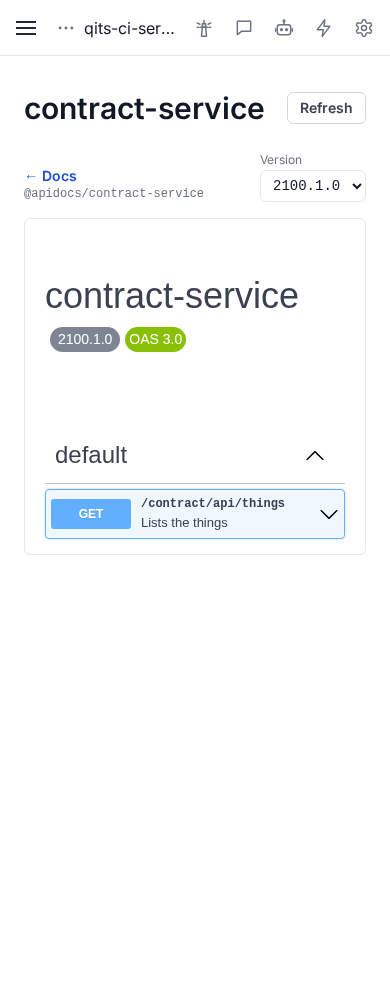 qits-ci-ser...
contract-service
Refresh
← Docs
@apidocs/contract-service
Version
2100.1.0
contract-service
2100.1.0
OAS 3.0
default
GET
/contract/api/things
Lists the things